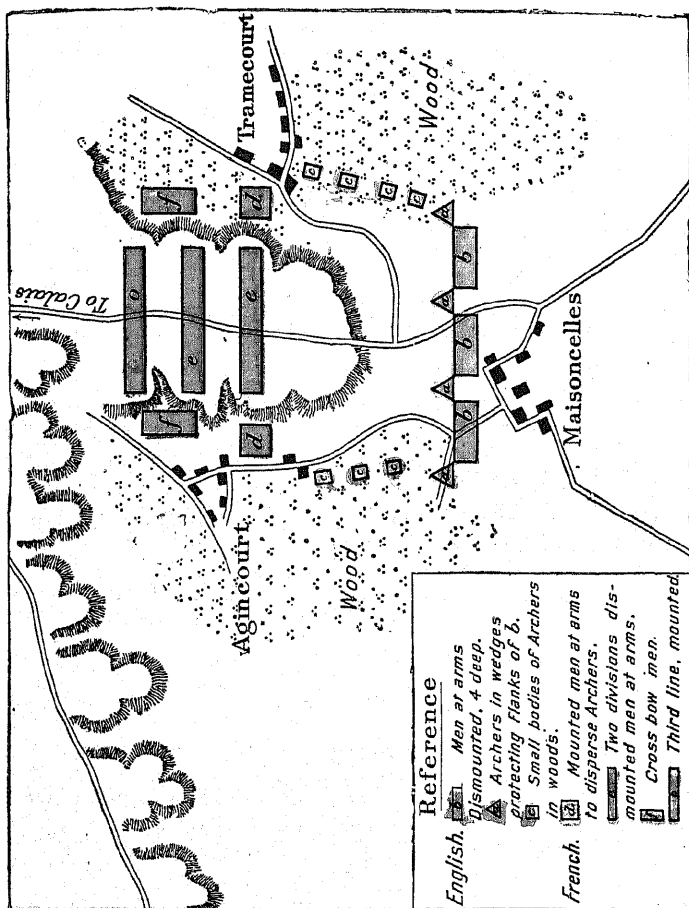 To Calais
Tramecourt
Wood
f
d
f
d
o
e
e
c
c
c
c
a
a
a
a
b
b
b
Agincourt
Wood
c
c
c
Maisoncelles
Reference
English. b Men at arms
Dismounted, 4 deep.
a Archers in wedges
protecting Flanks of b.
c Small bodies of Archers
in woods.
French. d Mounted men at arms
to disperse Archers.
Two divisions dis-
mounted men at arms.
Cross bow men.
Third line, mounted.